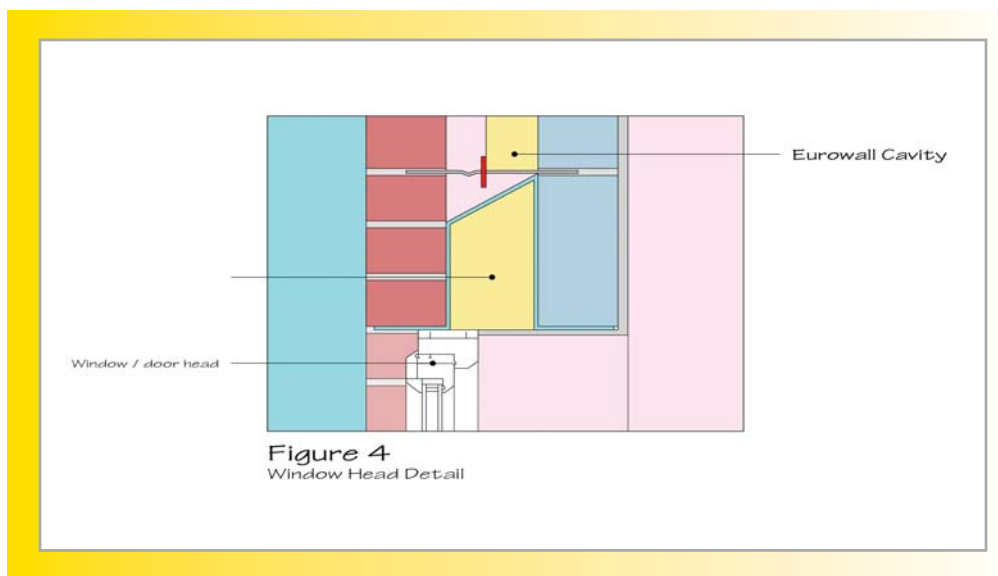 Eurowall Cavity
Window / door head
Figure 4
Window Head Detail